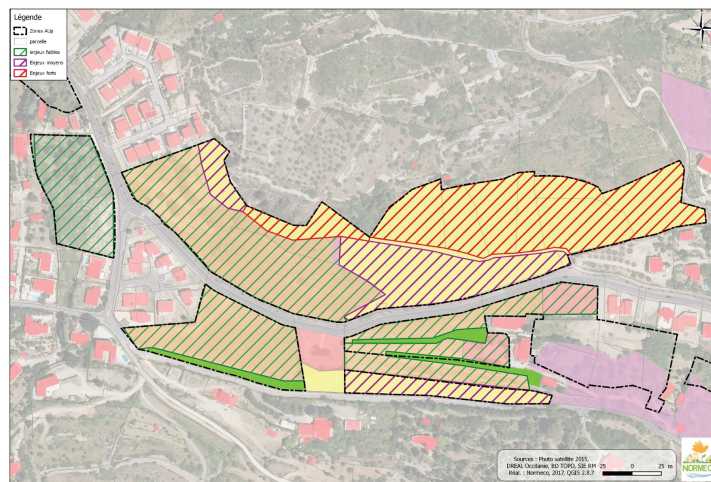 Légende
Zones AUp
parcelle
enjeux faibles
Enjeux moyens
Enjeux forts
Sources : Photo satellite 2015,
DREAL Occitanie, BD TOPO, SIE RM
Réal. : Normeco, 2017, QGIS 2.8.7
25 0 25 m
NORMECO